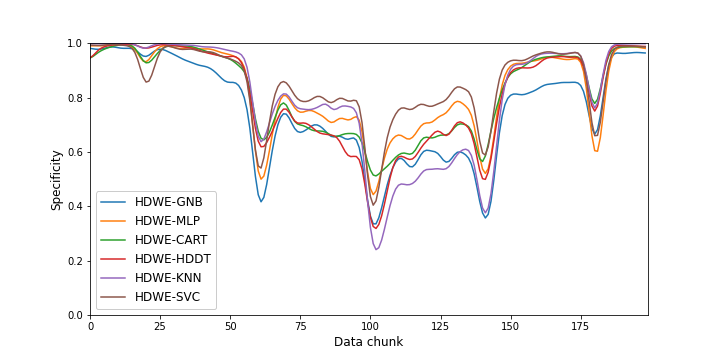 1.0
0.8
0.6
0.4
0.2
0.0
Specificity
HDWE-GNB
HDWE-MLP
HDWE-CART
HDWE-HDDT
HDWE-KNN
HDWE-SVC
0 25 50 75 100 125 150 175
Data chunk